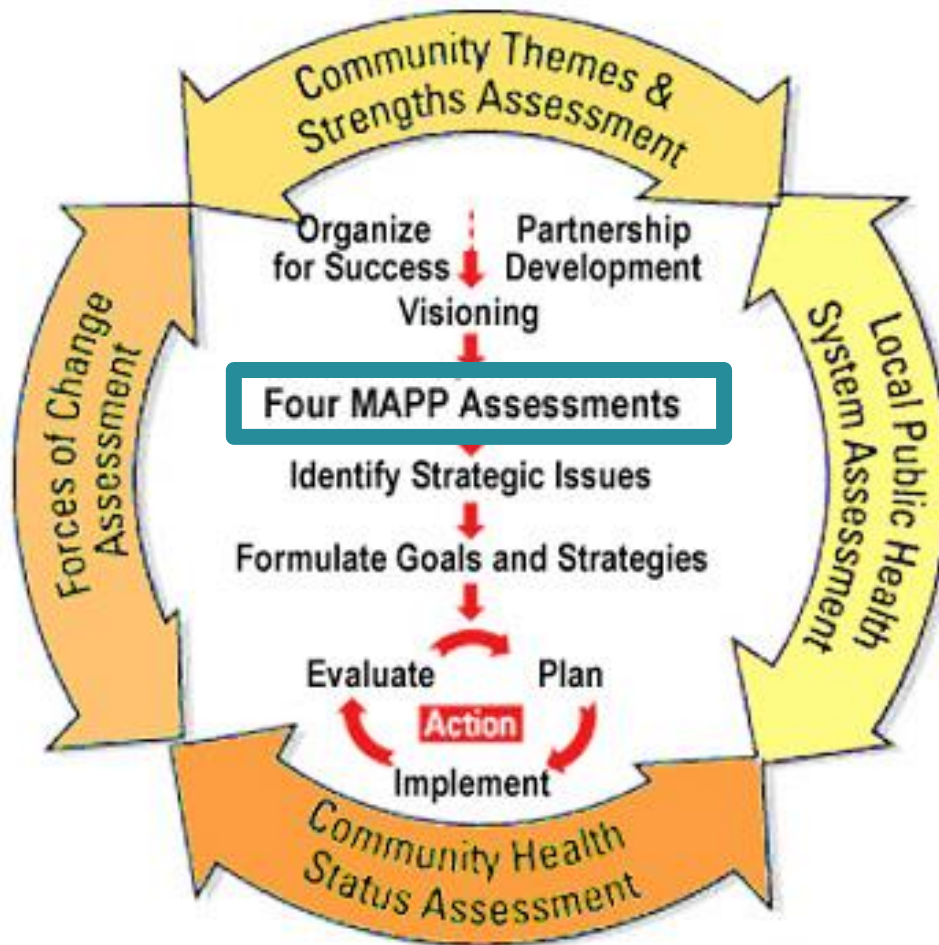 Community Themes &
Strengths Assessment
Organize
for Success
Partnership
Development
Visioning
Four MAPP Assessments
Identify Strategic Issues
Formulate Goals and Strategies
Evaluate
Plan
Action
Implement
Forces of Change
Assessment
Local Public Health
System Assessment
Community Health
Status Assessment